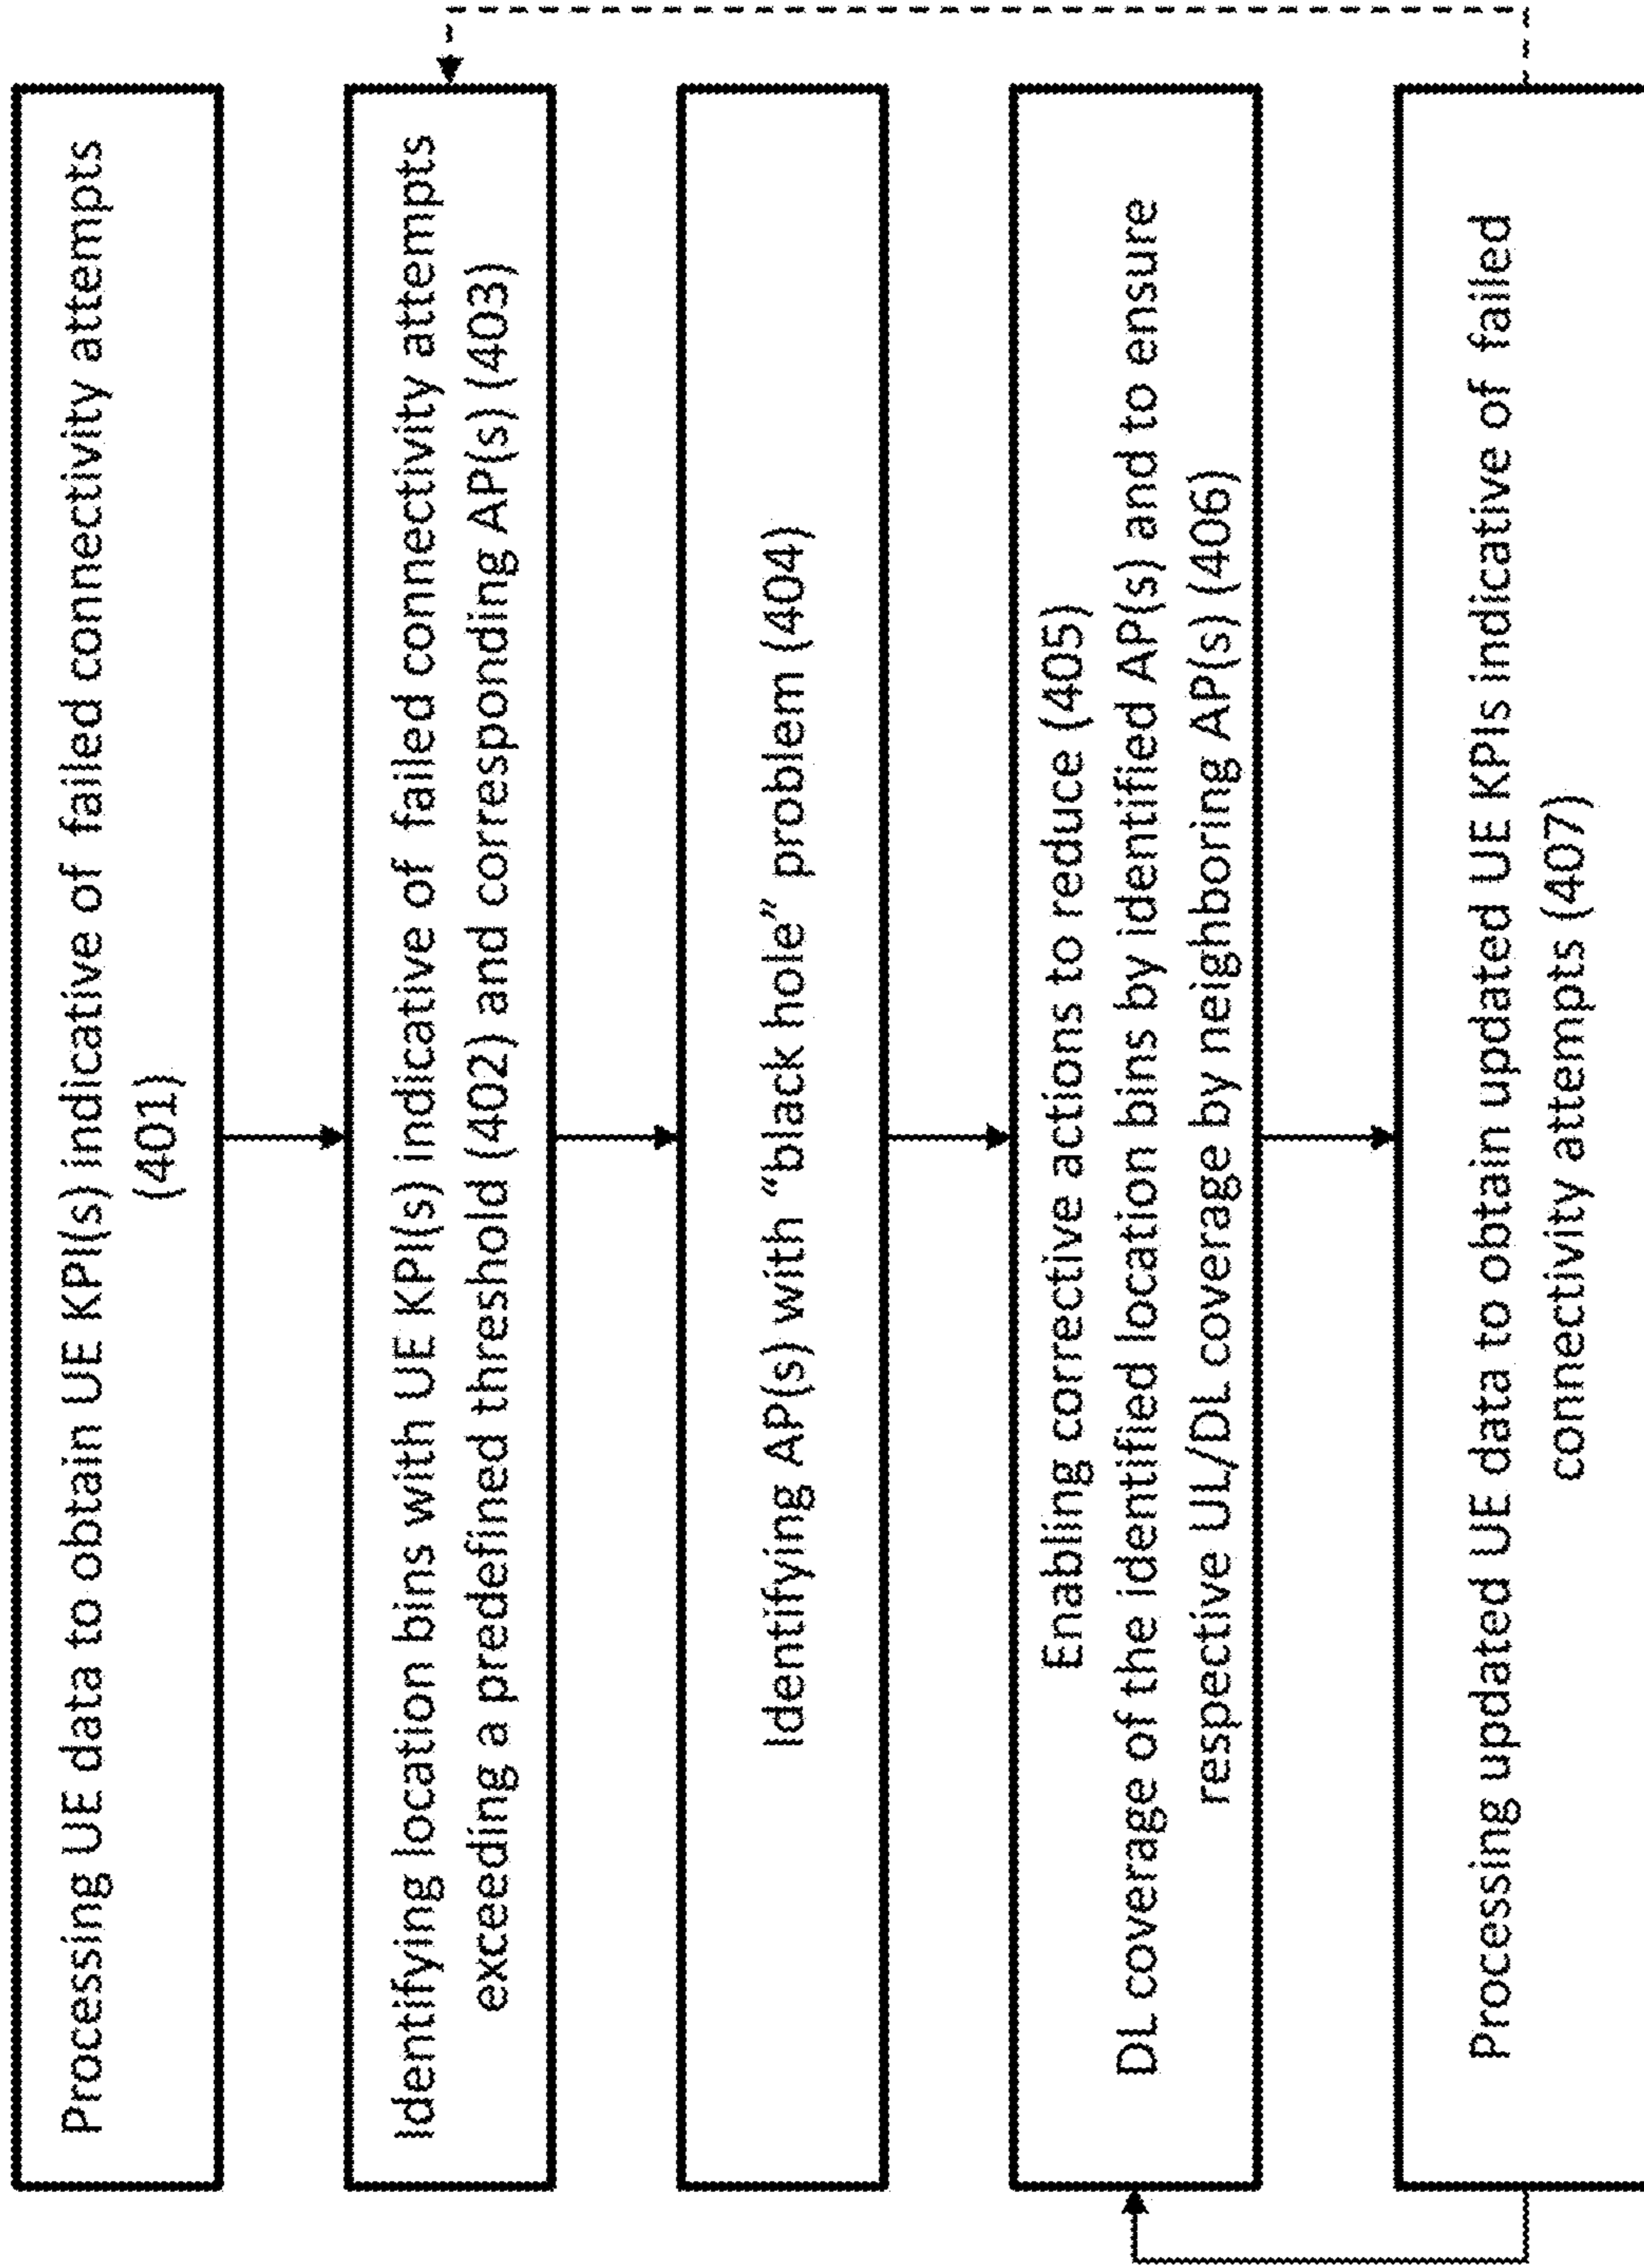 Processing UE data to obtain UE KPI(s) indicative of failed connectivity attempts
(401)
Identifying location bins with UE KPI(s) indicative of failed connectivity attempts
exceeding a predefined threshold (402) and corresponding AP(s) (403)
Identifying AP(s) with “black hole” problem (404)
Enabling corrective actions to reduce (405)
DL coverage of the identified location bins by identified AP(s) and to ensure
respective UL/DL coverage by neighboring AP(s) (406)
Processing updated UE data to obtain updated UE KPIs indicative of failed
connectivity attempts (407)